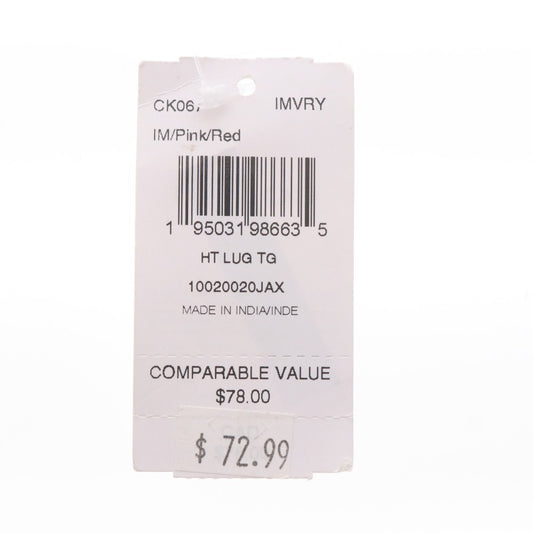 CK067 IMVRY
IM/Pink/Red
1 95031 98663 5
HT LUG TG
10020020JAX
MADE IN INDIA/INDE
COMPARABLE VALUE
$78.00
$ 72.99